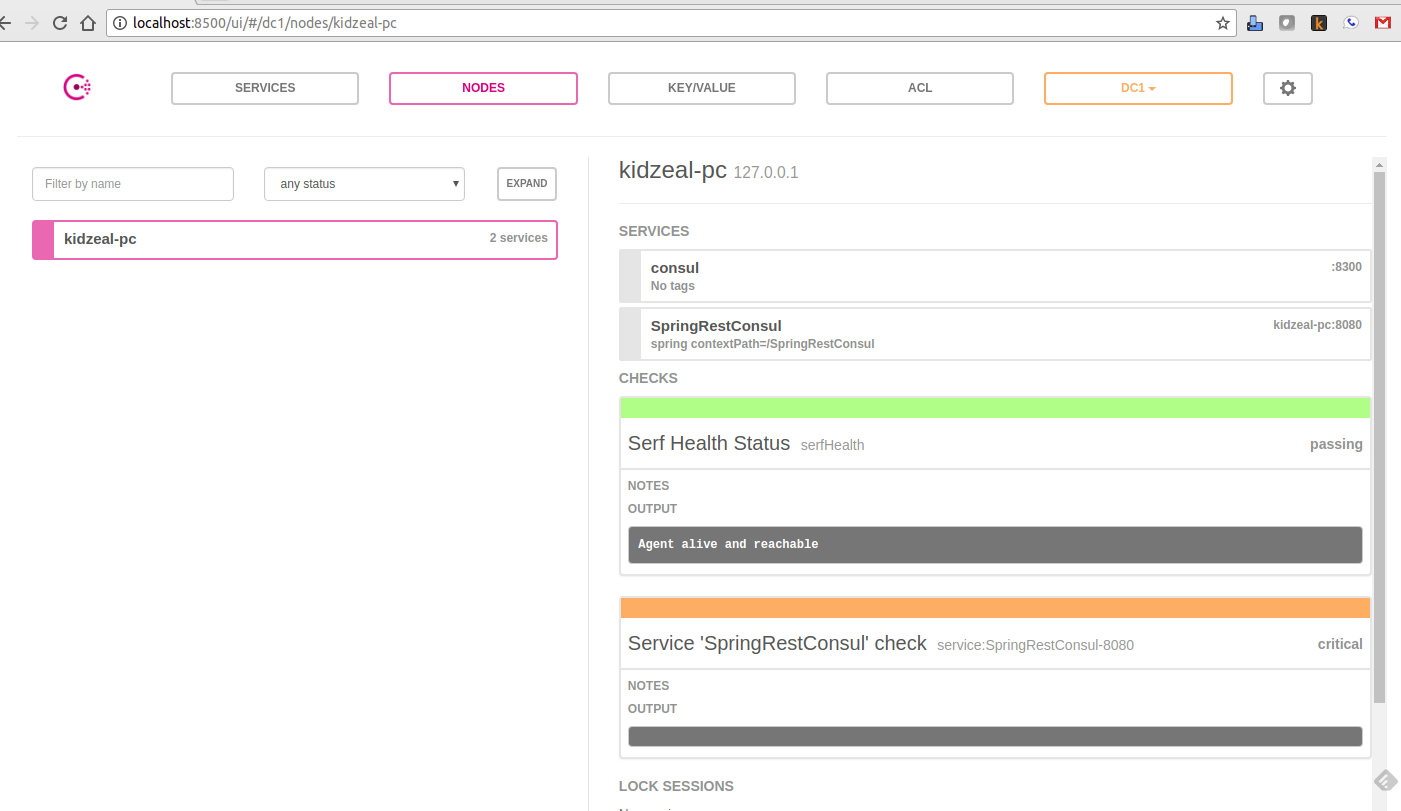 localhost:8500/ui/#/dc1/nodes/kidzeal-pc
SERVICES
NODES
KEY/VALUE
ACL
DC1
Filter by name
any status
EXPAND
kidzeal-pc
2 services
kidzeal-pc 127.0.0.1
SERVICES
consul
:8300
No tags
SpringRestConsul
kidzeal-pc:8080
spring contextPath=/SpringRestConsul
CHECKS
Serf Health Status serfHealth
passing
NOTES
OUTPUT
Agent alive and reachable
Service 'SpringRestConsul' check service:SpringRestConsul-8080
critical
NOTES
OUTPUT
LOCK SESSIONS